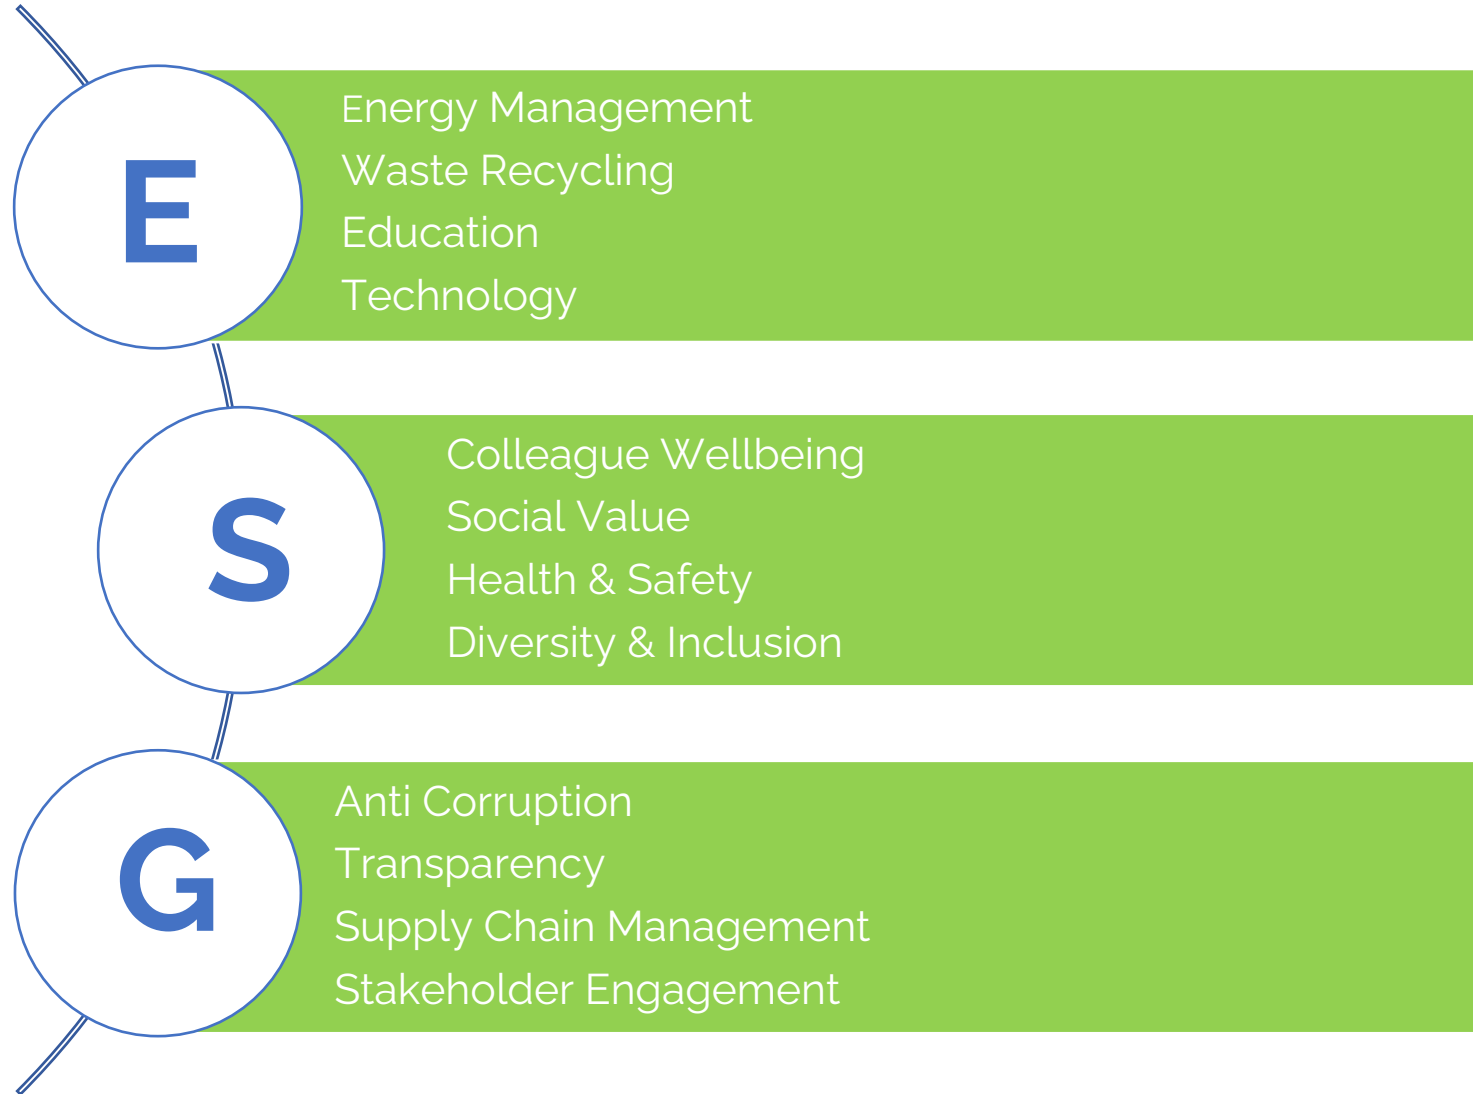 E
Energy Management
Waste Recycling
Education
Technology
S
Colleague Wellbeing
Social Value
Health & Safety
Diversity & Inclusion
G
Anti Corruption
Transparency
Supply Chain Management
Stakeholder Engagement